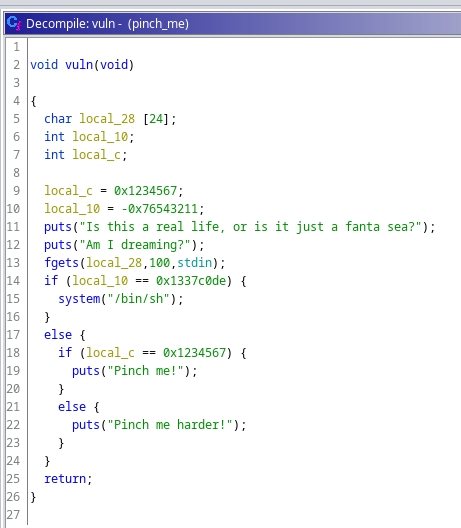 Decompile: vuln - (pinch_me)
1
2 void vuln(void)
3
4 {
5 char local_28 [24];
6 int local_10;
7 int local_c;
8
9 local_c = 0x1234567;
10 local_10 = -0x76543211;
11 puts("Is this a real life, or is it just a fanta sea?");
12 puts("Am I dreaming?");
13 fgets(local_28,100,stdin);
14 if (local_10 == 0x1337c0de) {
15 system("/bin/sh");
16 }
17 else {
18 if (local_c == 0x1234567) {
19 puts("Pinch me!");
20 }
21 else {
22 puts("Pinch me harder!");
23 }
24 }
25 return;
26 }
27